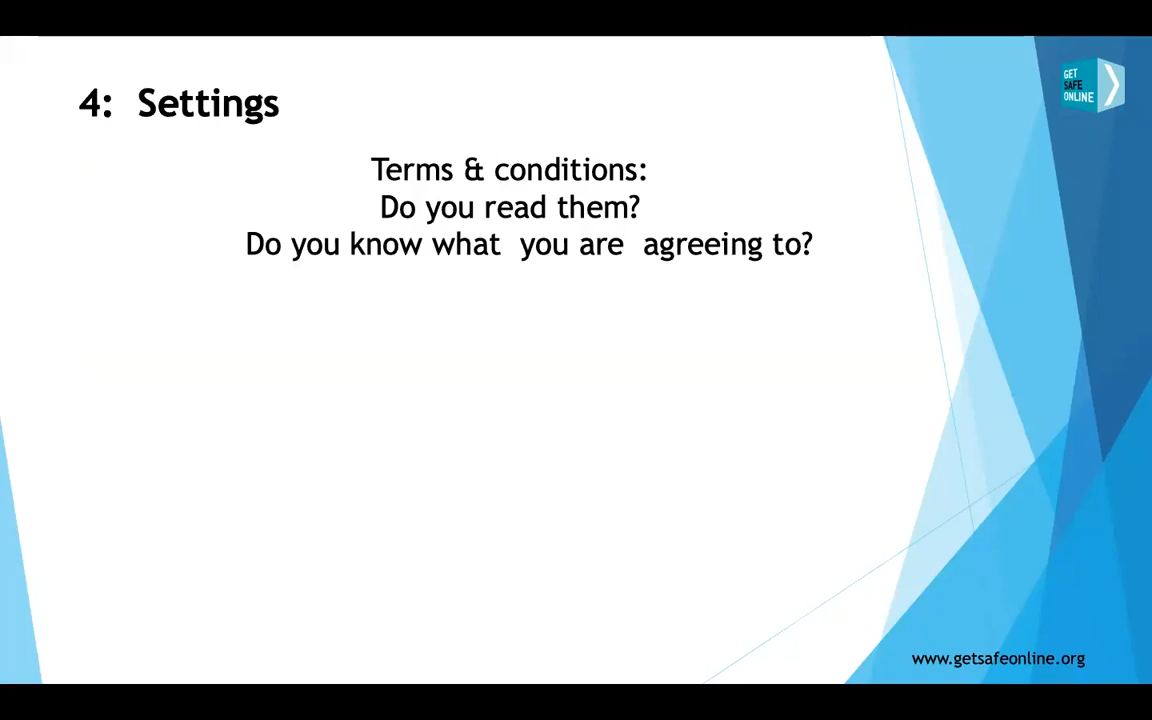 4: Settings
GET
SAFE
ONLINE
Terms & conditions:
Do you read them?
Do you know what you are agreeing to?
www.getsafeonline.org